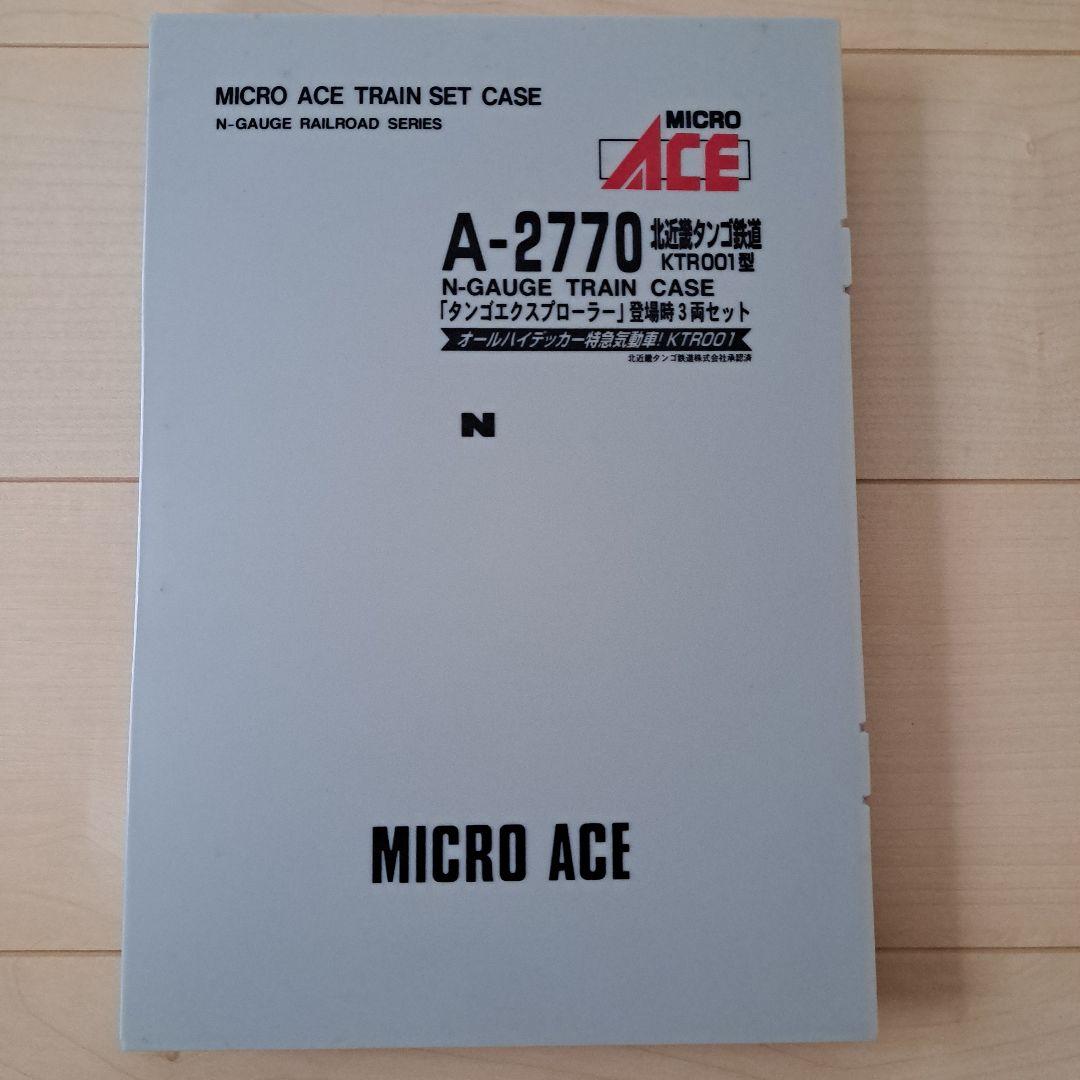 MICRO ACE TRAIN SET CASE
N-GAUGE RAILROAD SERIES
MICRO
ACE
A-2770 北近畿タンゴ鉄道
KTR001型
N-GAUGE TRAIN CASE
「タンゴエクスプローラー」登場時3両セット
オールハイデッカー特急気動車! KTR001
北近畿タンゴ鉄道株式会社承認済
N
MICRO ACE